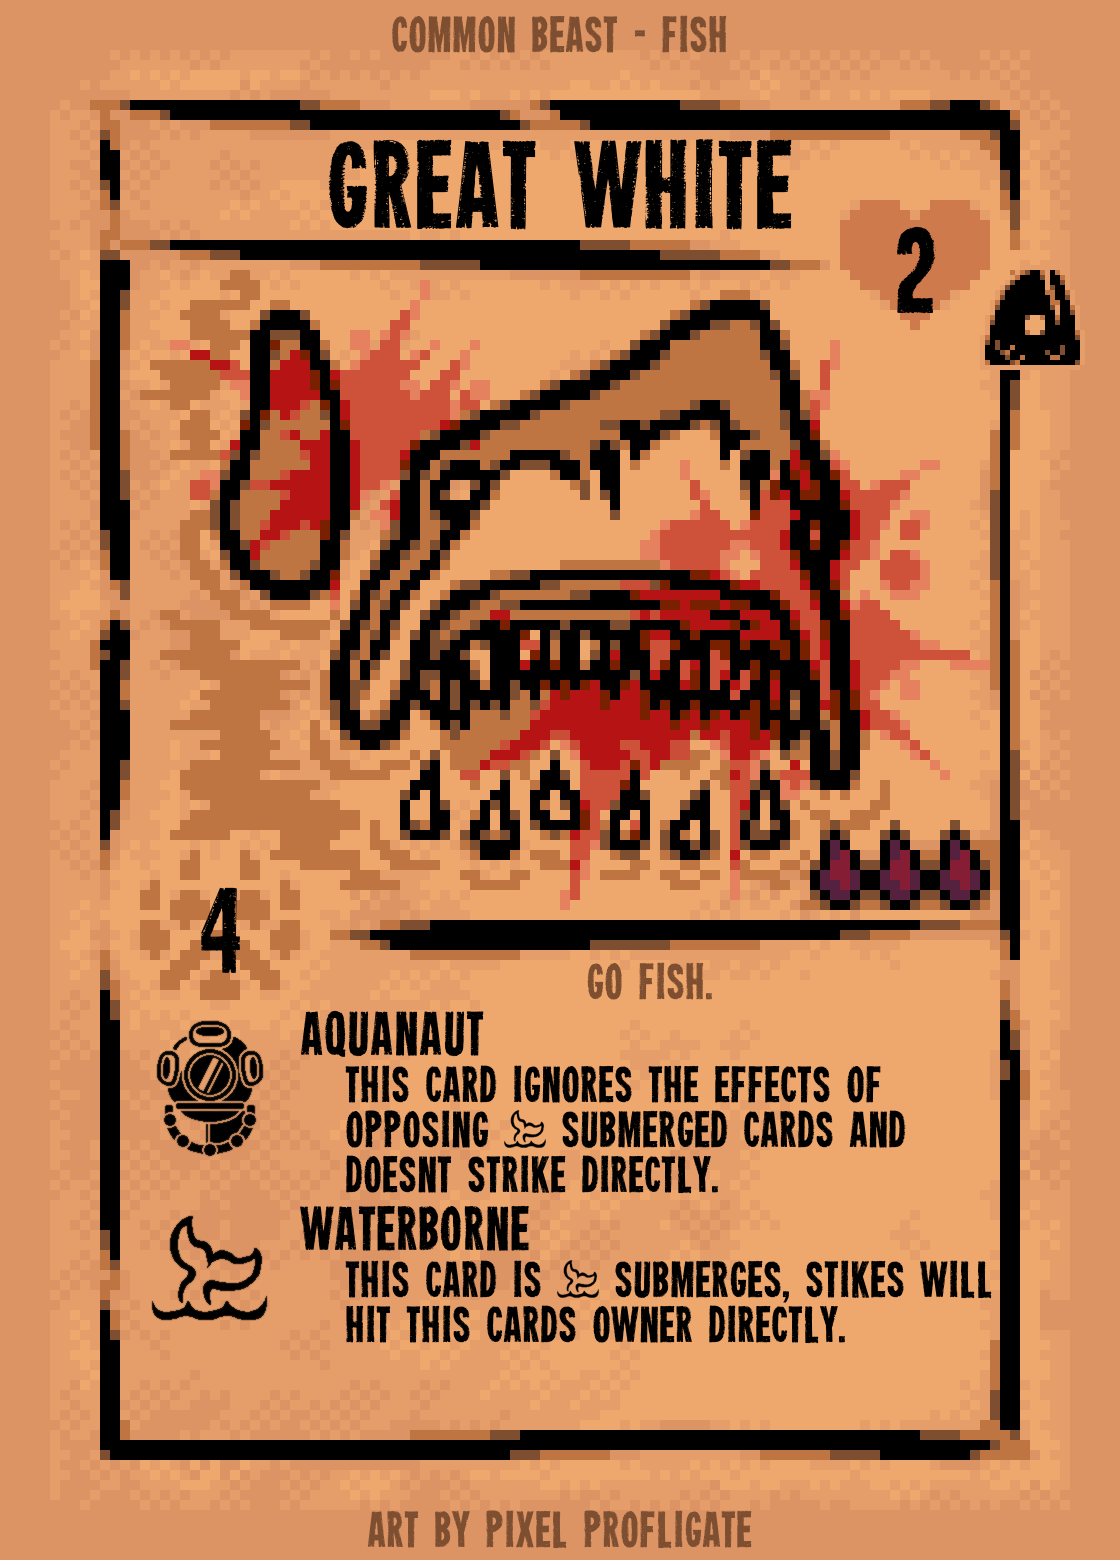 COMMON BEAST - FISH
GREAT WHITE
2
4
GO FISH.
AQUANAUT
THIS CARD IGNORES THE EFFECTS OF
OPPOSING SUBMERGED CARDS AND
DOESNT STRIKE DIRECTLY.
WATERBORNE
THIS CARD IS SUBMERGES, STIKES WILL
HIT THIS CARDS OWNER DIRECTLY.
ART BY PIXEL PROFLIGATE